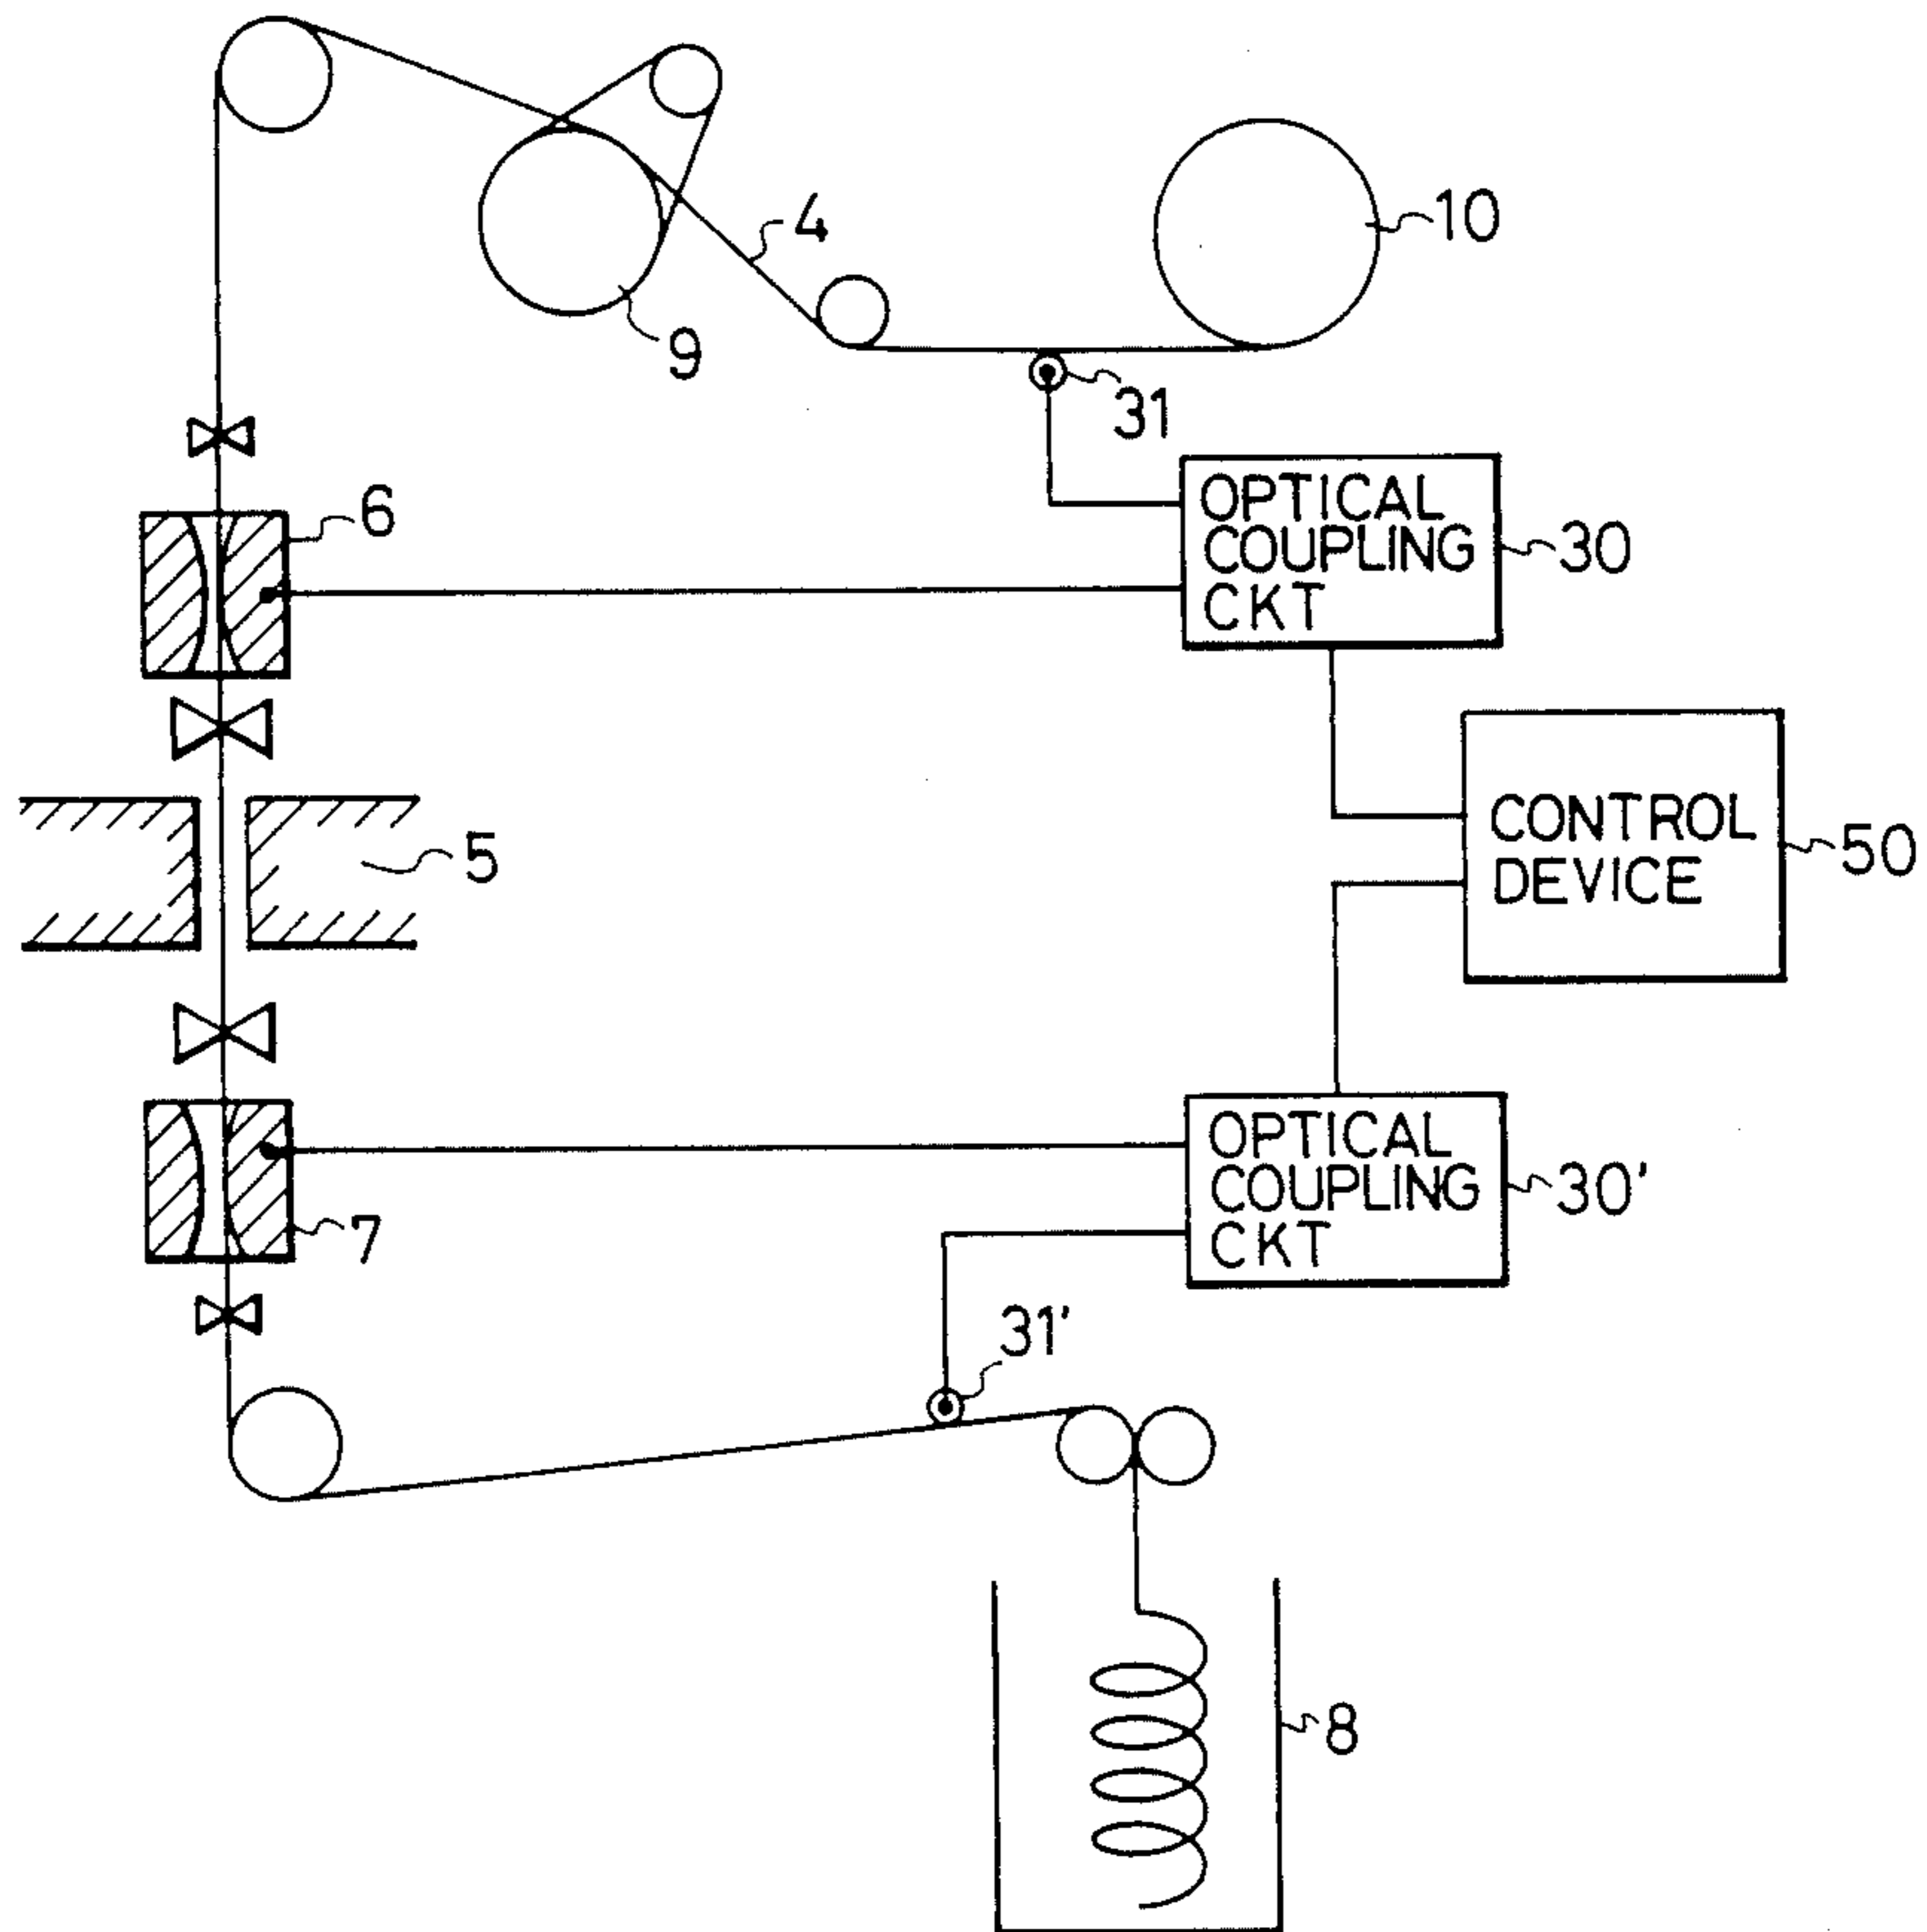 4
10
9
31
6
OPTICAL
COUPLING
CKT
30
CONTROL
DEVICE
50
5
OPTICAL
COUPLING
CKT
30'
7
31'
8